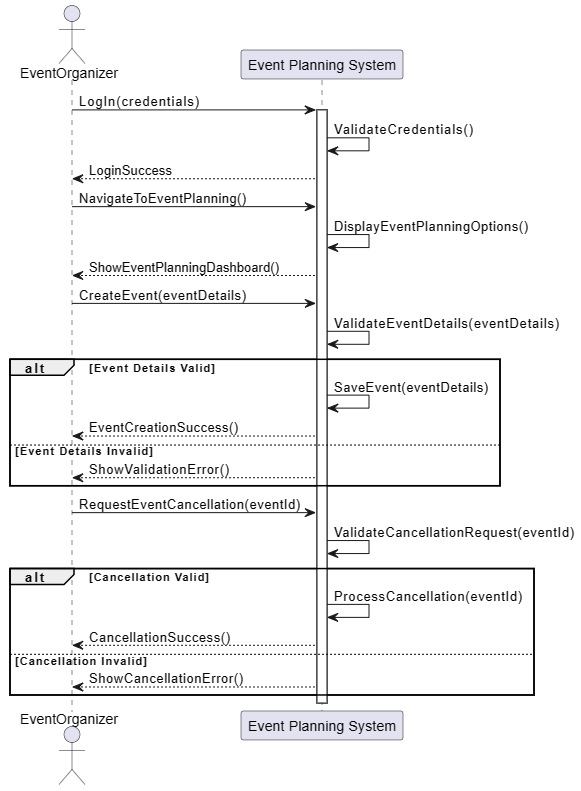 EventOrganizer
Event Planning System
LogIn(credentials)
ValidateCredentials()
LoginSuccess
NavigateToEventPlanning()
DisplayEventPlanningOptions()
ShowEventPlanningDashboard()
CreateEvent(eventDetails)
ValidateEventDetails(eventDetails)
alt [Event Details Valid]
SaveEvent(eventDetails)
EventCreationSuccess()
[Event Details Invalid]
ShowValidationError()
RequestEventCancellation(eventId)
ValidateCancellationRequest(eventId)
alt [Cancellation Valid]
ProcessCancellation(eventId)
CancellationSuccess()
[Cancellation Invalid]
ShowCancellationError()
EventOrganizer
Event Planning System